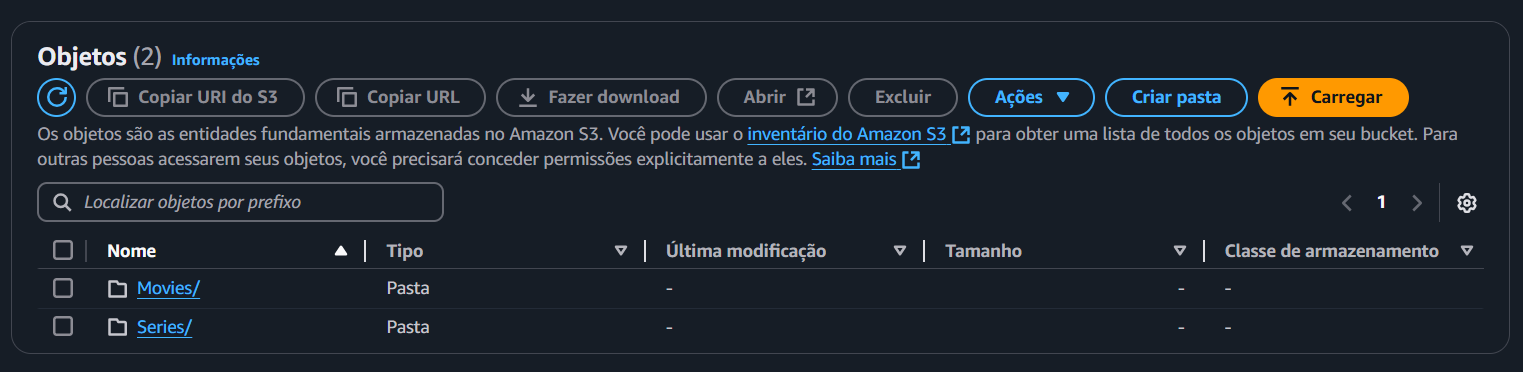 Objetos (2) Informações
Copiar URI do S3 Copiar URL Fazer download Abrir Excluir Ações Criar pasta Carregar
Os objetos são as entidades fundamentais armazenadas no Amazon S3. Você pode usar o inventário do Amazon S3 para obter uma lista de todos os objetos em seu bucket. Para
outras pessoas acessarem seus objetos, você precisará conceder permissões explicitamente a eles. Saiba mais
Localizar objetos por prefixo
1
Nome Tipo Última modificação Tamanho Classe de armazenamento
Movies/ Pasta - - -
Series/ Pasta - - -